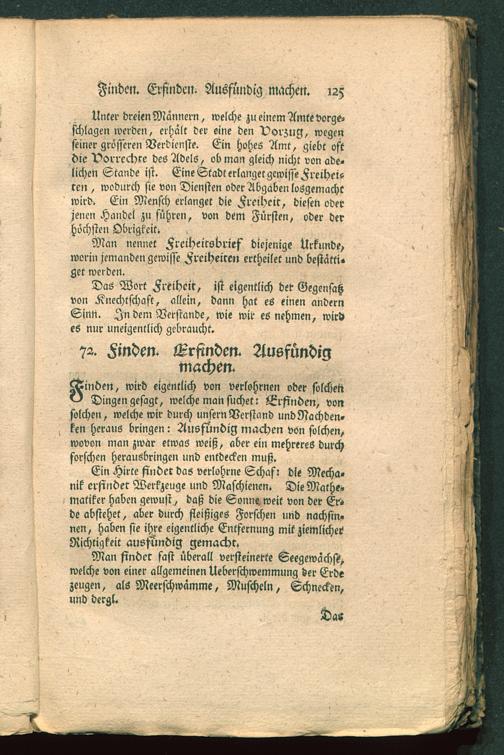 Finden. Erfinden. Ausfündig machen. 125
Unter dreien Männern, welche zu einem Amte vorge-
schlagen werden, erhält der eine den Vorzug, wegen
seiner grösseren Verdienste. Ein hohes Amt, giebt oft
die Vorrechte des Adels, ob man gleich nicht von ade-
lichen Stande ist. Eine Stadt erlanget gewisse Freihei-
ten, wodurch sie von Diensten oder Abgaben losgemacht
wird. Ein Mensch erlanget die Freiheit, diesen oder
jenen Handel zu führen, von dem Fürsten, oder der
höchsten Obrigkeit.
Man nennet Freiheitsbrief diejenige Urkunde,
worin jemanden gewisse Freiheiten ertheilet und bestäti-
get werden.
Das Wort Freiheit, ist eigentlich der Gegensatz
von Knechtschaft, allein, dann hat es einen andern
Sinn. In dem Verstande, wie wir es nehmen, wird
es nur uneigentlich gebraucht.
72. Finden. Erfinden. Ausfündig
machen.
Finden, wird eigentlich von verlohrnen oder solchen
Dingen gesagt, welche man suchet: Erfinden, von
solchen, welche wir durch unsern Verstand und Nachden-
ken heraus bringen: Ausfündig machen von solchen,
wovon man zwar etwas weiß, aber ein mehreres durch
forschen herausbringen und entdecken muß.
Ein Hirte findet das verlohrne Schaf: die Mecha-
nik erfindet Werkzeuge und Maschienen. Die Mathe-
matiker haben gewust, daß die Sonne weit von der Er-
de abstehet, aber durch fleißiges Forschen und nachsin-
nen, haben sie ihre eigentliche Entfernung mit ziemlicher
Richtigkeit ausfündig gemacht.
Man findet fast überall versteinerte Seegewächse,
welche von einer allgemeinen Ueberschwemmung der Erde
zeugen, als Meerschwämme, Muscheln, Schnecken,
und dergl.
Das